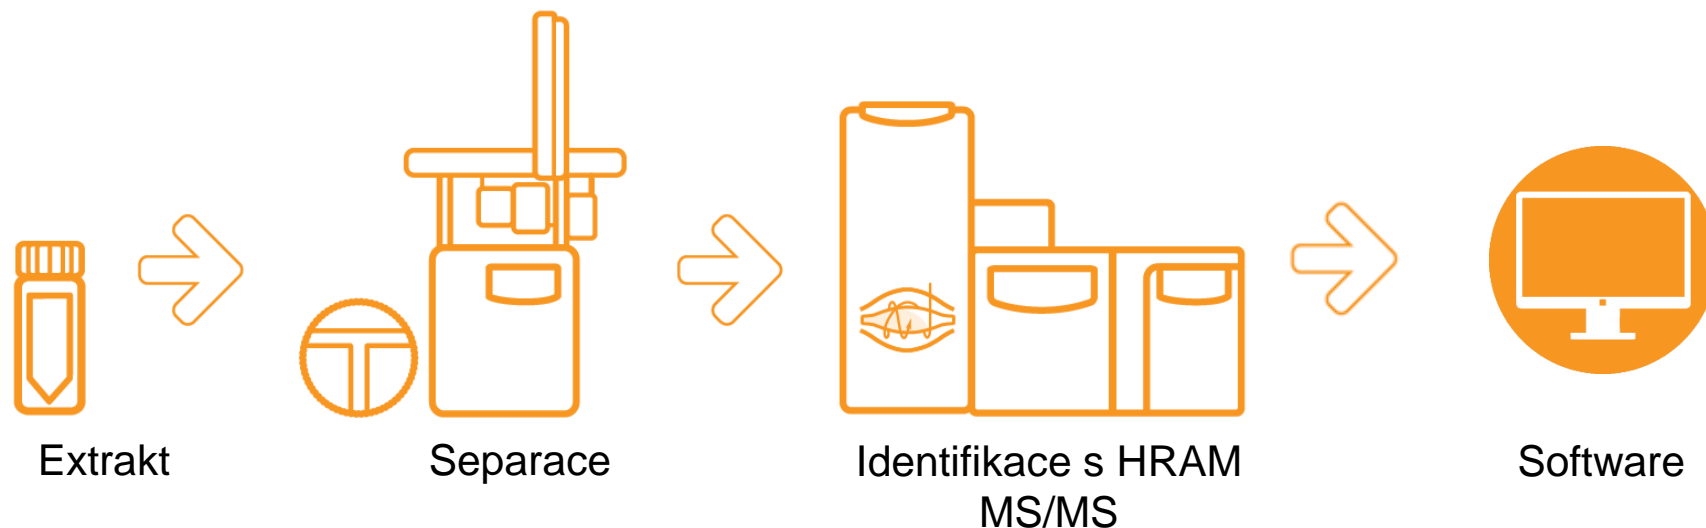 Extrakt
Separace
Identifikace s HRAM
MS/MS
Software